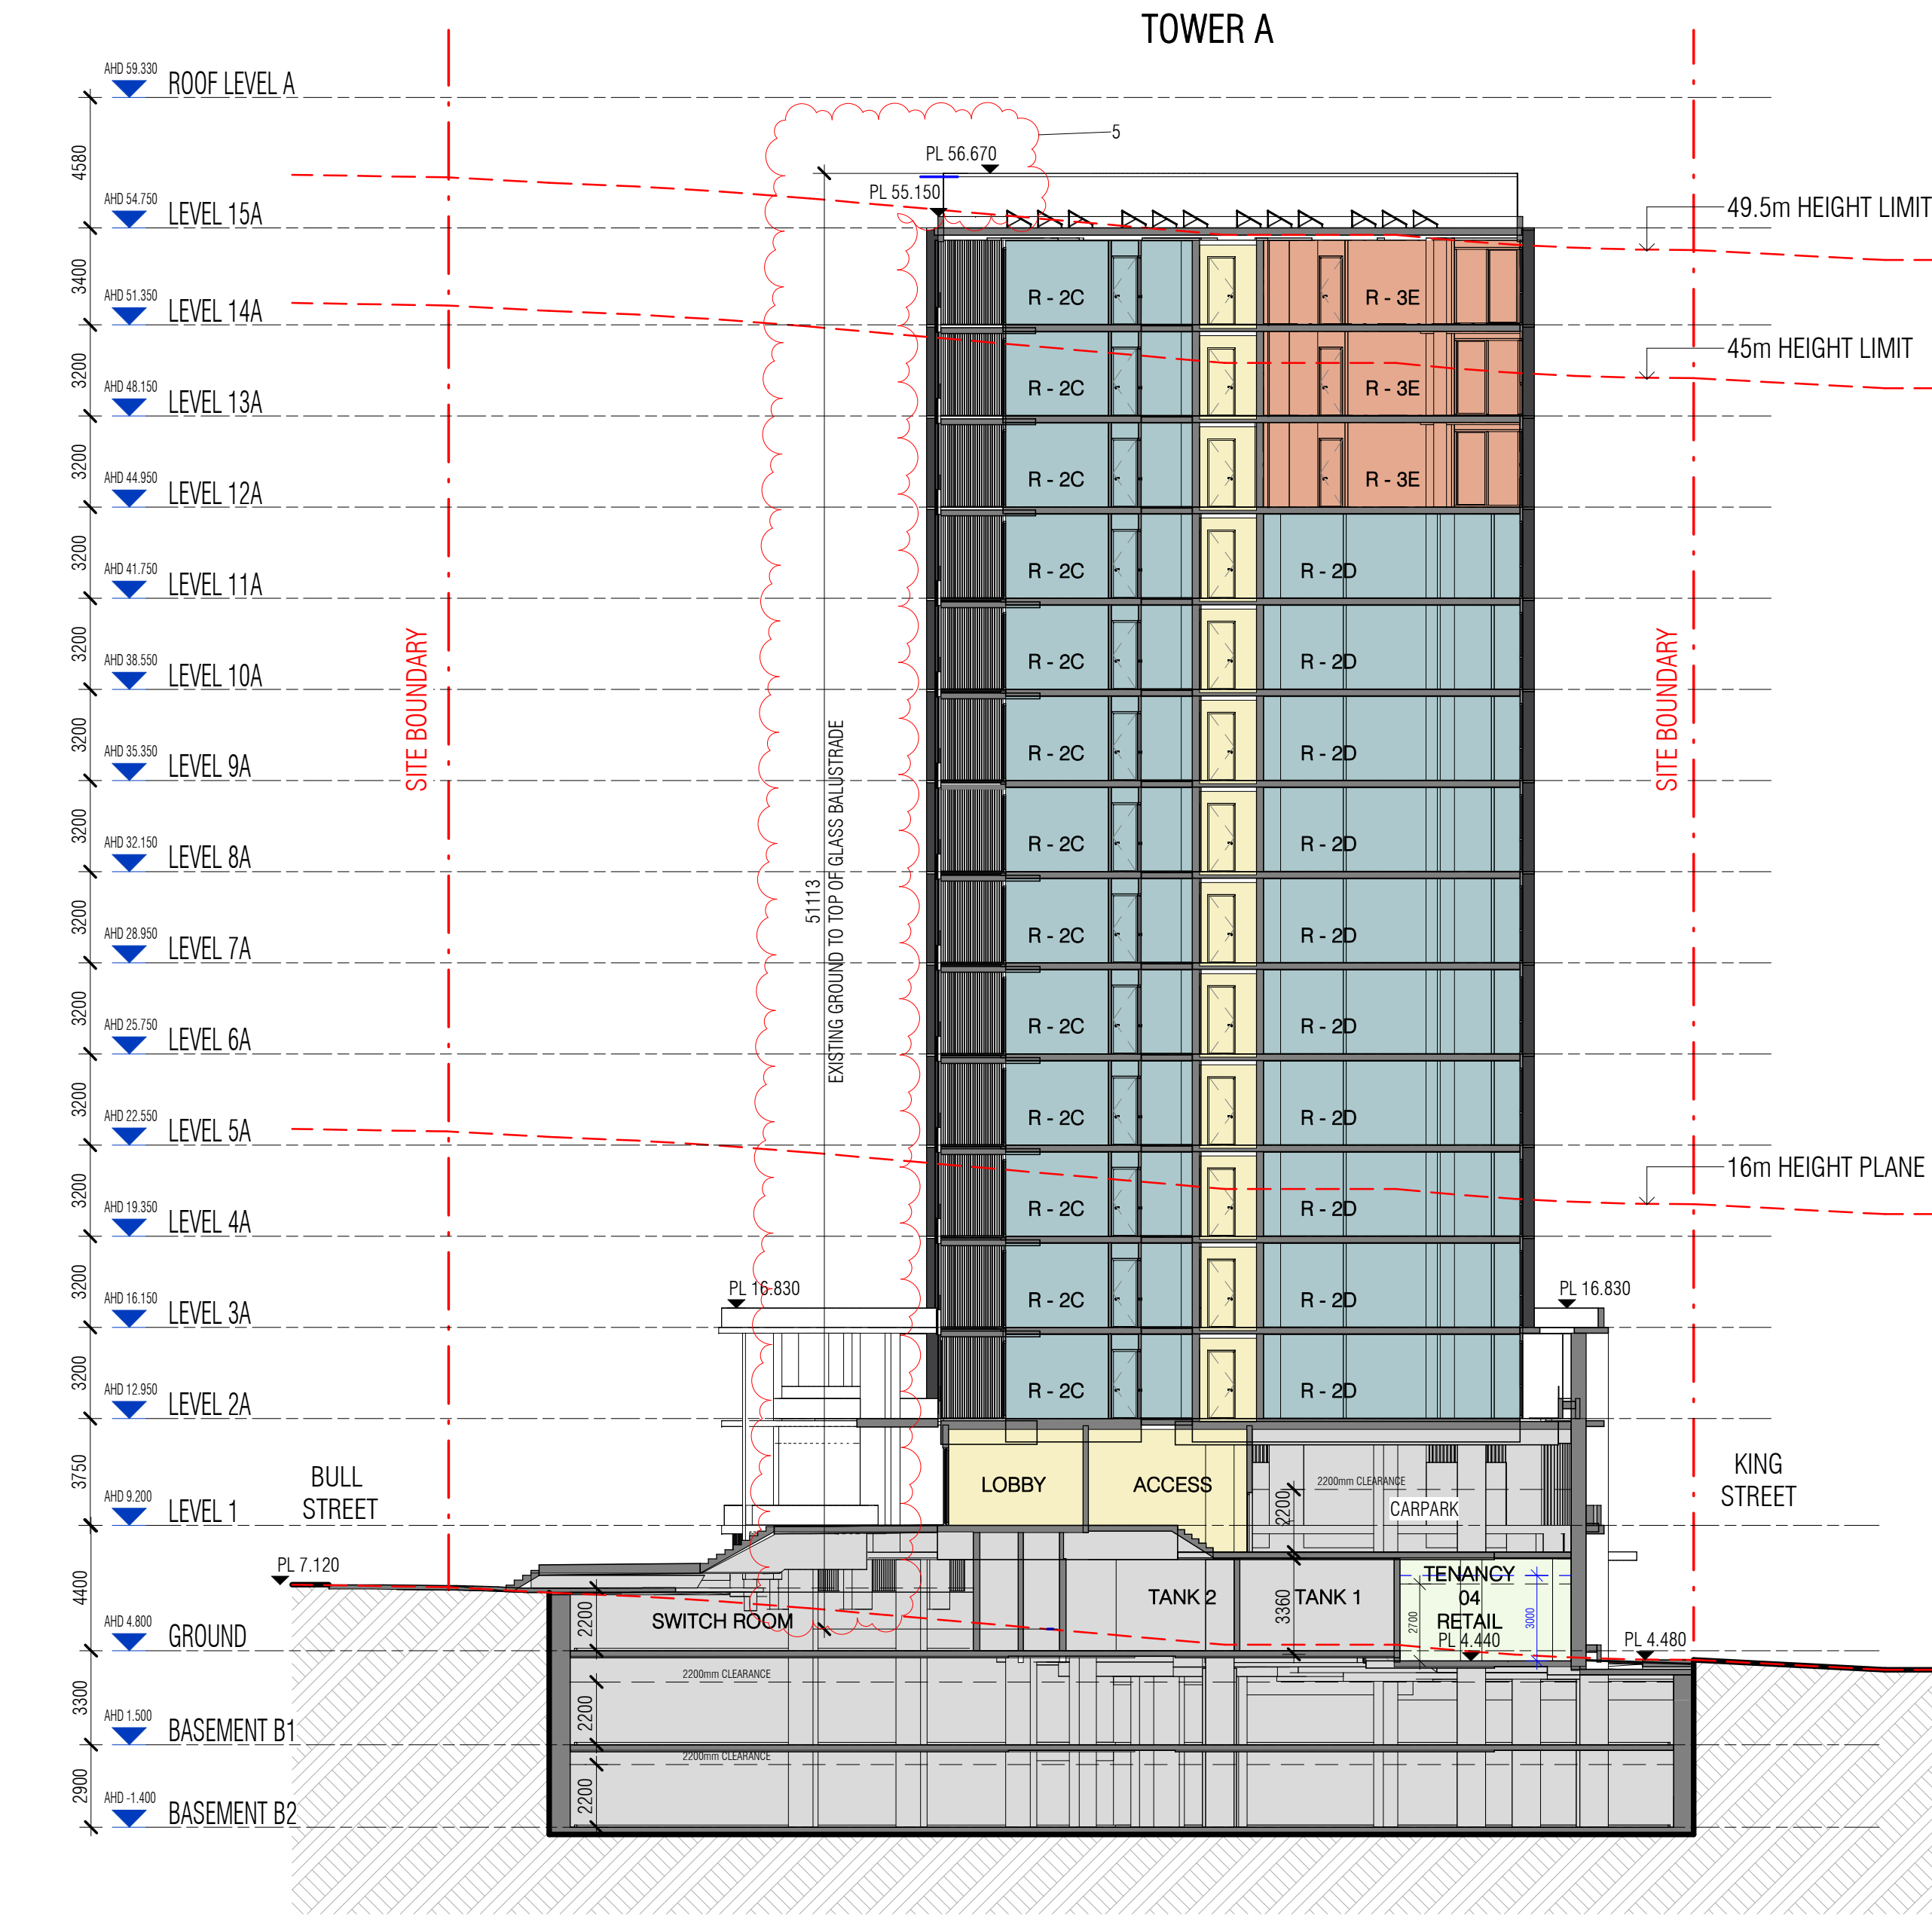 TOWER A
AHD 59.330
ROOF LEVEL A
5
4580
PL 56.670
PL 55.150
AHD 54.750
LEVEL 15A
49.5m HEIGHT LIMIT
3400
R - 2C
R - 3E
AHD 51.350
LEVEL 14A
45m HEIGHT LIMIT
3200
R - 2C
R - 3E
AHD 48.150
LEVEL 13A
3200
R - 2C
R - 3E
AHD 44.950
LEVEL 12A
3200
R - 2C
R - 2D
AHD 41.750
LEVEL 11A
3200
R - 2C
R - 2D
AHD 38.550
LEVEL 10A
SITE BOUNDARY
SITE BOUNDARY
3200
R - 2C
R - 2D
AHD 35.350
LEVEL 9A
3200
R - 2C
R - 2D
AHD 32.150
LEVEL 8A
51113
EXISTING GROUND TO TOP OF GLASS BALUSTRADE
3200
R - 2C
R - 2D
AHD 28.950
LEVEL 7A
3200
R - 2C
R - 2D
AHD 25.750
LEVEL 6A
3200
R - 2C
R - 2D
AHD 22.550
LEVEL 5A
16m HEIGHT PLANE
3200
R - 2C
R - 2D
AHD 19.350
LEVEL 4A
3200
R - 2C
R - 2D
PL 16.830
PL 16.830
AHD 16.150
LEVEL 3A
3200
R - 2C
R - 2D
AHD 12.950
LEVEL 2A
3750
BULL
STREET
LOBBY
ACCESS
2200
2200mm CLEARANCE
CARPARK
KING
STREET
AHD 9.200
LEVEL 1
PL 7.120
4400
2200
SWITCH ROOM
TANK 2
TANK 1
3360
TENANCY
04
RETAIL
2700
3000
PL 4.440
PL 4.480
AHD 4.800
GROUND
3300
2200mm CLEARANCE
2200
AHD 1.500
BASEMENT B1
2900
2200mm CLEARANCE
2200
AHD -1.400
BASEMENT B2